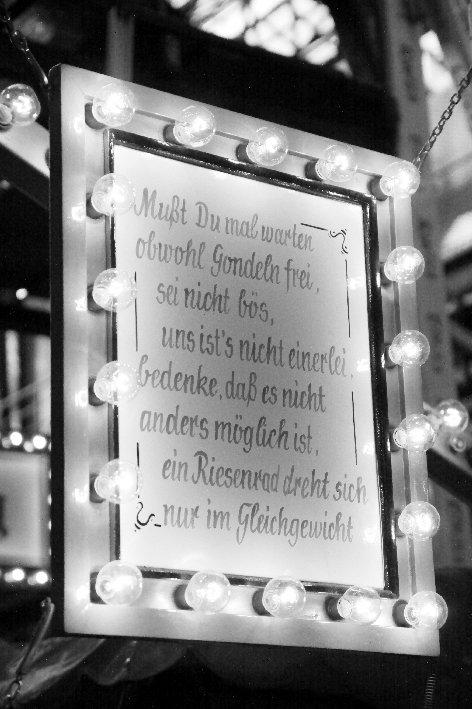 Mußt Du mal warten
obwohl Gondeln frei,
sei nicht bös,
uns ist's nicht einerlei.
bedenke, daß es nicht
anders möglich ist,
ein Riesenrad dreht sich
nur im Gleichgewicht